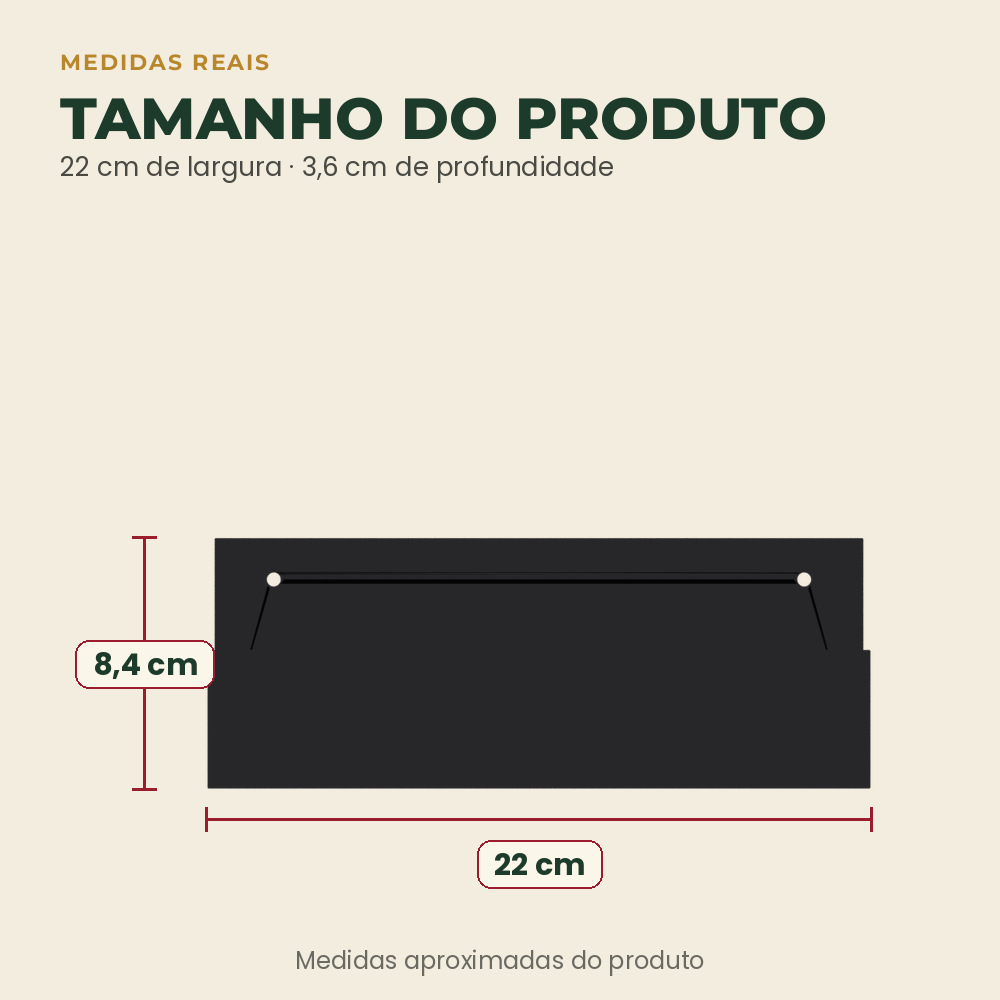 MEDIDAS REAIS
TAMANHO DO PRODUTO
22 cm de largura · 3,6 cm de profundidade
8,4 cm
22 cm
Medidas aproximadas do produto